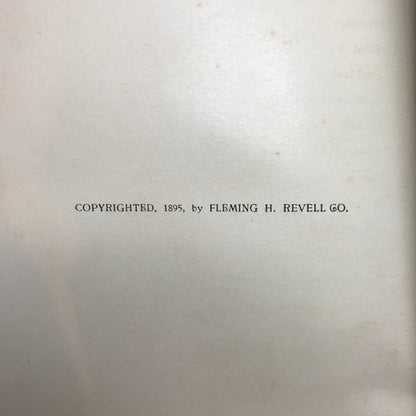 COPYRIGHTED, 1895, by FLEMING H. REVELL CO.